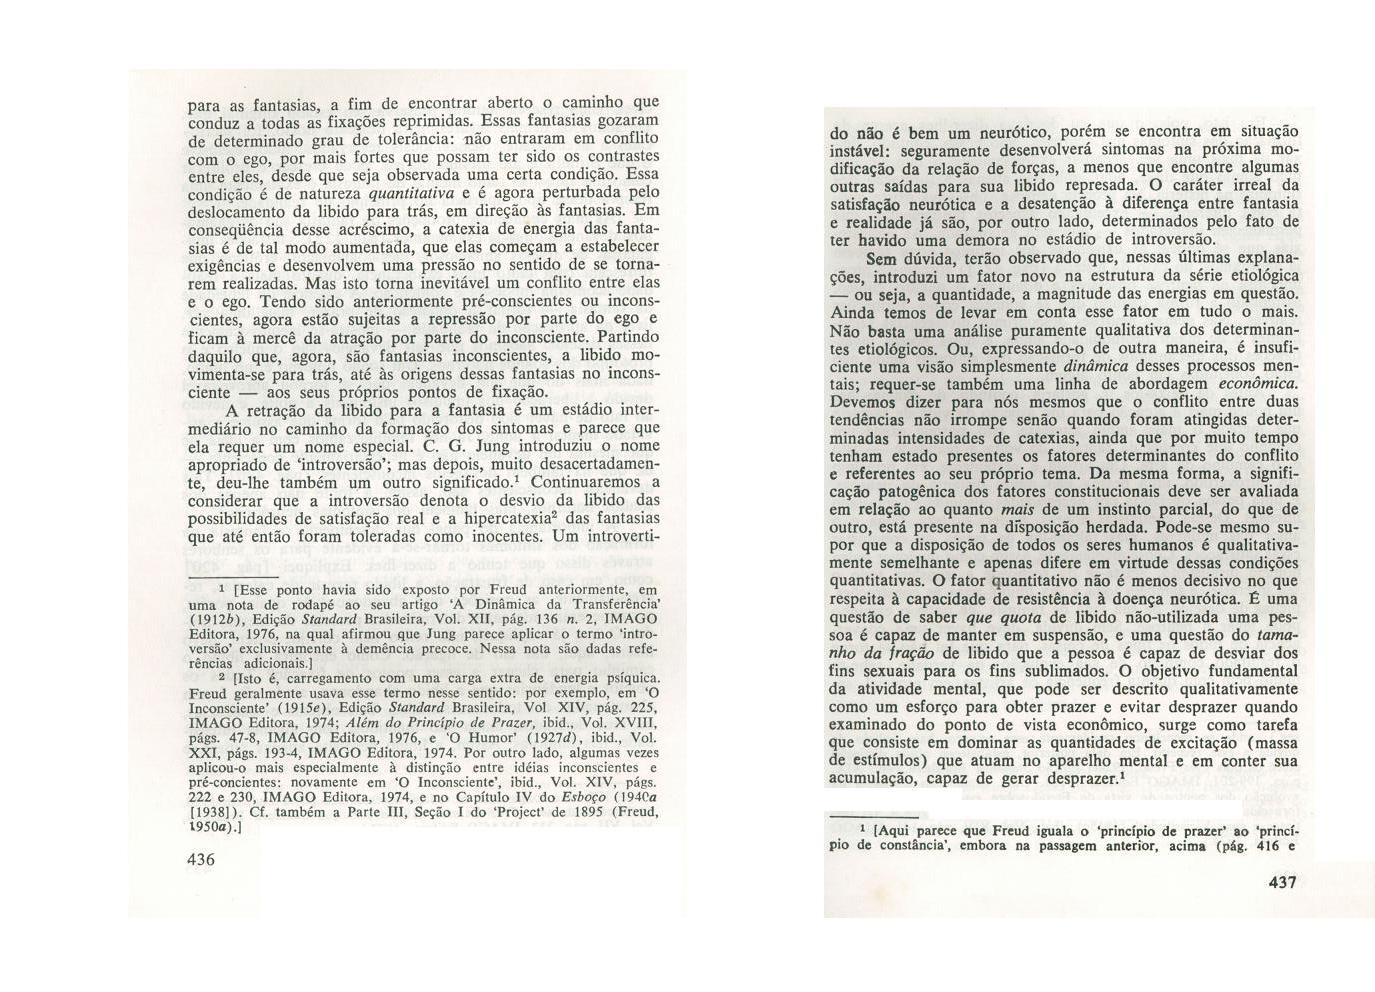 para as fantasias, a fim de encontrar aberto o caminho que
conduz a todas as fixações reprimidas. Essas fantasias gozaram
de determinado grau de tolerância: não entraram em conflito
com o ego, por mais fortes que possam ter sido os contrastes
entre eles, desde que seja observada uma certa condição. Essa
condição é de natureza quantitativa e é agora perturbada pelo
deslocamento da libido para trás, em direção às fantasias. Em
conseqüência desse acréscimo, a catexia de energia das fanta-
sias é de tal modo aumentada, que elas começam a estabelecer
exigências e desenvolvem uma pressão no sentido de se torna-
rem realizadas. Mas isto torna inevitável um conflito entre elas
e o ego. Tendo sido anteriormente pré-conscientes ou incons-
cientes, agora estão sujeitas a repressão por parte do ego e
ficam à mercê da atração por parte do inconsciente. Partindo
daquilo que, agora, são fantasias inconscientes, a libido mo-
vimenta-se para trás, até às origens dessas fantasias no incons-
ciente — aos seus próprios pontos de fixação.
A retração da libido para a fantasia é um estádio inter-
mediário no caminho da formação dos sintomas e parece que
ela requer um nome especial. C. G. Jung introduziu o nome
apropriado de ‘introversão’; mas depois, muito desacertadamen-
te, deu-lhe também um outro significado.¹ Continuaremos a
considerar que a introversão denota o desvio da libido das
possibilidades de satisfação real e a hipercatexia² das fantasias
que até então foram toleradas como inocentes. Um introverti-
¹ [Esse ponto havia sido exposto por Freud anteriormente, em
uma nota de rodapé ao seu artigo ‘A Dinâmica da Transferência’
(1912b), Edição Standard Brasileira, Vol. XII, pág. 136 n. 2, IMAGO
Editora, 1976, na qual afirmou que Jung parece aplicar o termo ‘intro-
versão’ exclusivamente à demência precoce. Nessa nota são dadas refe-
rências adicionais.]
² [Isto é, carregamento com uma carga extra de energia psíquica.
Freud geralmente usava esse termo nesse sentido: por exemplo, em ‘O
Inconsciente’ (1915e), Edição Standard Brasileira, Vol XIV, pág. 225,
IMAGO Editora, 1974; Além do Princípio de Prazer, ibid., Vol. XVIII,
págs. 47-8, IMAGO Editora, 1976, e ‘O Humor’ (1927d), ibid., Vol.
XXI, págs. 193-4, IMAGO Editora, 1974. Por outro lado, algumas vezes
aplicou-o mais especialmente à distinção entre idéias inconscientes e
pré-concientes: novamente em ‘O Inconsciente’, ibid., Vol. XIV, págs.
222 e 230, IMAGO Editora, 1974, e no Capítulo IV do Esboço (1940a
[1938]). Cf. também a Parte III, Seção I do ‘Project’ de 1895 (Freud,
1950a).]
436
do não é bem um neurótico, porém se encontra em situação
instável: seguramente desenvolverá sintomas na próxima mo-
dificação da relação de forças, a menos que encontre algumas
outras saídas para sua libido represada. O caráter irreal da
satisfação neurótica e a desatenção à diferença entre fantasia
e realidade já são, por outro lado, determinados pelo fato de
ter havido uma demora no estádio de introversão.
Sem dúvida, terão observado que, nessas últimas explana-
ções, introduzi um fator novo na estrutura da série etiológica
— ou seja, a quantidade, a magnitude das energias em questão.
Ainda temos de levar em conta esse fator em tudo o mais.
Não basta uma análise puramente qualitativa dos determinan-
tes etiológicos. Ou, expressando-o de outra maneira, é insufi-
ciente uma visão simplesmente dinâmica desses processos men-
tais; requer-se também uma linha de abordagem econômica.
Devemos dizer para nós mesmos que o conflito entre duas
tendências não irrompe senão quando foram atingidas deter-
minadas intensidades de catexias, ainda que por muito tempo
tenham estado presentes os fatores determinantes do conflito
e referentes ao seu próprio tema. Da mesma forma, a signifi-
cação patogênica dos fatores constitucionais deve ser avaliada
em relação ao quanto mais de um instinto parcial, do que de
outro, está presente na disposição herdada. Pode-se mesmo su-
por que a disposição de todos os seres humanos é qualitativa-
mente semelhante e apenas difere em virtude dessas condições
quantitativas. O fator quantitativo não é menos decisivo no que
respeita à capacidade de resistência à doença neurótica. É uma
questão de saber que quota de libido não-utilizada uma pes-
soa é capaz de manter em suspensão, e uma questão do tama-
nho da fração de libido que a pessoa é capaz de desviar dos
fins sexuais para os fins sublimados. O objetivo fundamental
da atividade mental, que pode ser descrito qualitativamente
como um esforço para obter prazer e evitar desprazer quando
examinado do ponto de vista econômico, surge como tarefa
que consiste em dominar as quantidades de excitação (massa
de estímulos) que atuam no aparelho mental e em conter sua
acumulação, capaz de gerar desprazer.¹
¹ [Aqui parece que Freud iguala o ‘princípio de prazer’ ao ‘princí-
pio de constância’, embora na passagem anterior, acima (pág. 416 e
437